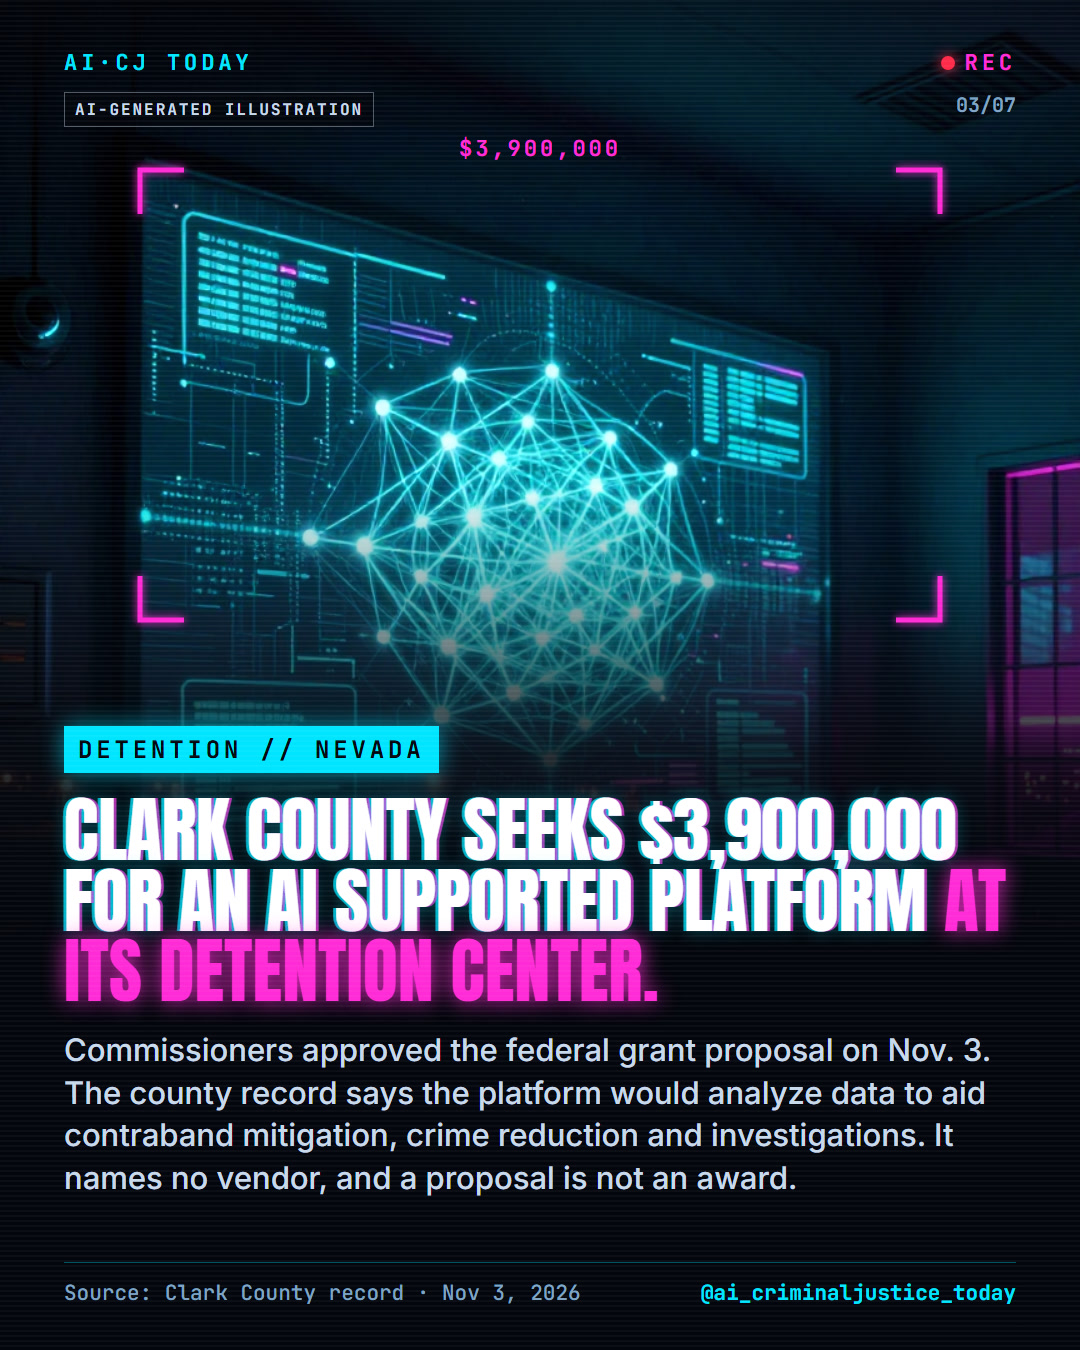 AI·CJ TODAY
REC
AI-GENERATED ILLUSTRATION
03/07
$3,900,000
DETENTION // NEVADA
CLARK COUNTY SEEKS $3,900,000
FOR AN AI SUPPORTED PLATFORM AT
ITS DETENTION CENTER.
Commissioners approved the federal grant proposal on Nov. 3.
The county record says the platform would analyze data to aid
contraband mitigation, crime reduction and investigations. It
names no vendor, and a proposal is not an award.
Source: Clark County record · Nov 3, 2026
@ai_criminaljustice_today